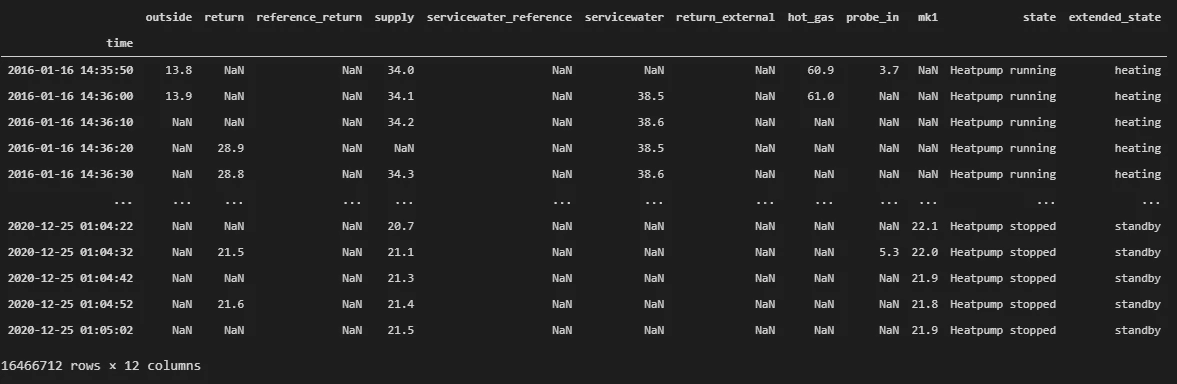 outside return reference_return supply servicewater_reference servicewater return_external hot_gas probe_in mk1 state extended_state
time
2016-01-16 14:35:50 13.8 NaN NaN 34.0 NaN NaN NaN 60.9 3.7 NaN Heatpump running heating
2016-01-16 14:36:00 13.9 NaN NaN 34.1 NaN 38.5 NaN 61.0 NaN NaN Heatpump running heating
2016-01-16 14:36:10 NaN NaN NaN 34.2 NaN 38.6 NaN NaN NaN NaN Heatpump running heating
2016-01-16 14:36:20 NaN 28.9 NaN NaN NaN 38.5 NaN NaN NaN NaN Heatpump running heating
2016-01-16 14:36:30 NaN 28.8 NaN 34.3 NaN 38.6 NaN NaN NaN NaN Heatpump running heating
... ... ... ... ... ... ... ... ... ... ... ... ...
2020-12-25 01:04:22 NaN NaN NaN 20.7 NaN NaN NaN NaN NaN 22.1 Heatpump stopped standby
2020-12-25 01:04:32 NaN 21.5 NaN 21.1 NaN NaN NaN NaN 5.3 22.0 Heatpump stopped standby
2020-12-25 01:04:42 NaN NaN NaN 21.3 NaN NaN NaN NaN NaN 21.9 Heatpump stopped standby
2020-12-25 01:04:52 NaN 21.6 NaN 21.4 NaN NaN NaN NaN NaN 21.8 Heatpump stopped standby
2020-12-25 01:05:02 NaN NaN NaN 21.5 NaN NaN NaN NaN NaN 21.9 Heatpump stopped standby
16466712 rows × 12 columns